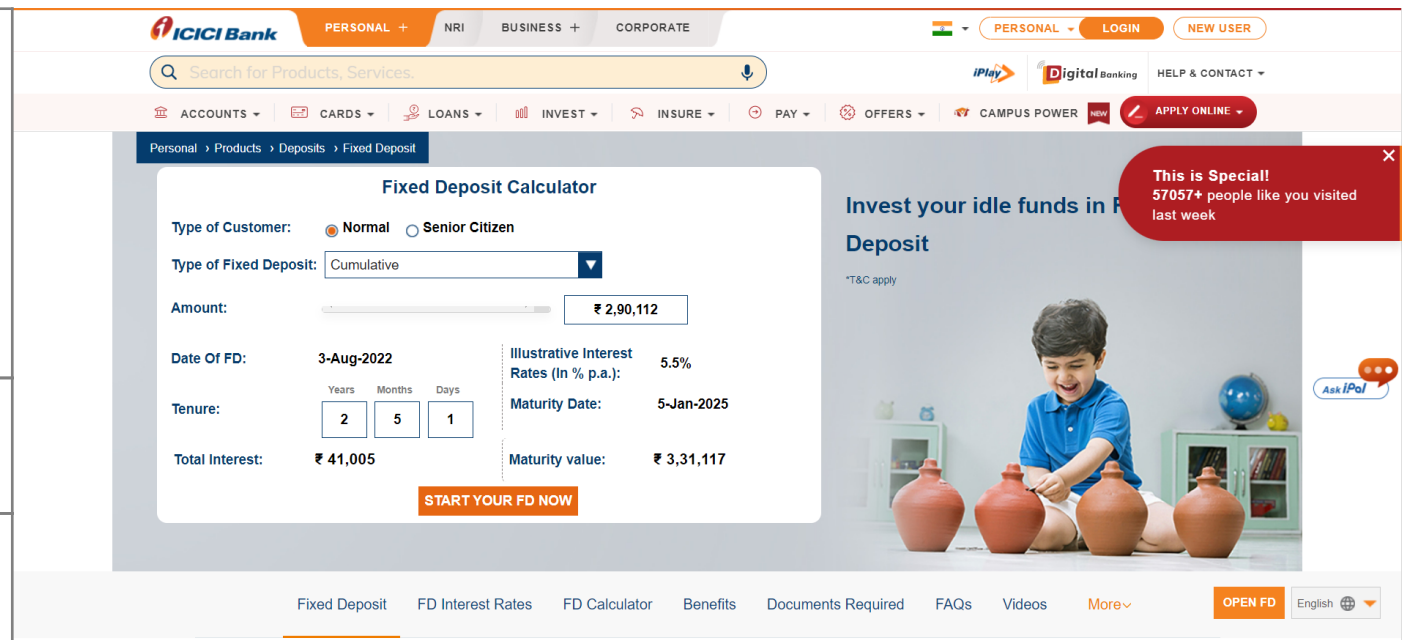 ICICI Bank
PERSONAL +
NRI
BUSINESS +
CORPORATE
PERSONAL
LOGIN
NEW USER
Search for Products, Services.
iPlay
Digital Banking
HELP & CONTACT
ACCOUNTS
CARDS
LOANS
INVEST
INSURE
PAY
OFFERS
CAMPUS POWER NEW
APPLY ONLINE
Personal › Products › Deposits › Fixed Deposit
This is Special!
57057+ people like you visited
last week
Fixed Deposit Calculator
Type of Customer: Normal Senior Citizen
Type of Fixed Deposit: Cumulative
Amount: ₹ 2,90,112
Date Of FD: 3-Aug-2022
Illustrative Interest
Rates (In % p.a.): 5.5%
Years Months Days
Tenure: 2 5 1
Maturity Date: 5-Jan-2025
Total Interest: ₹ 41,005
Maturity value: ₹ 3,31,117
START YOUR FD NOW
Invest your idle funds in
Deposit
*T&C apply
Ask iPal
Fixed Deposit
FD Interest Rates
FD Calculator
Benefits
Documents Required
FAQs
Videos
More
OPEN FD
English